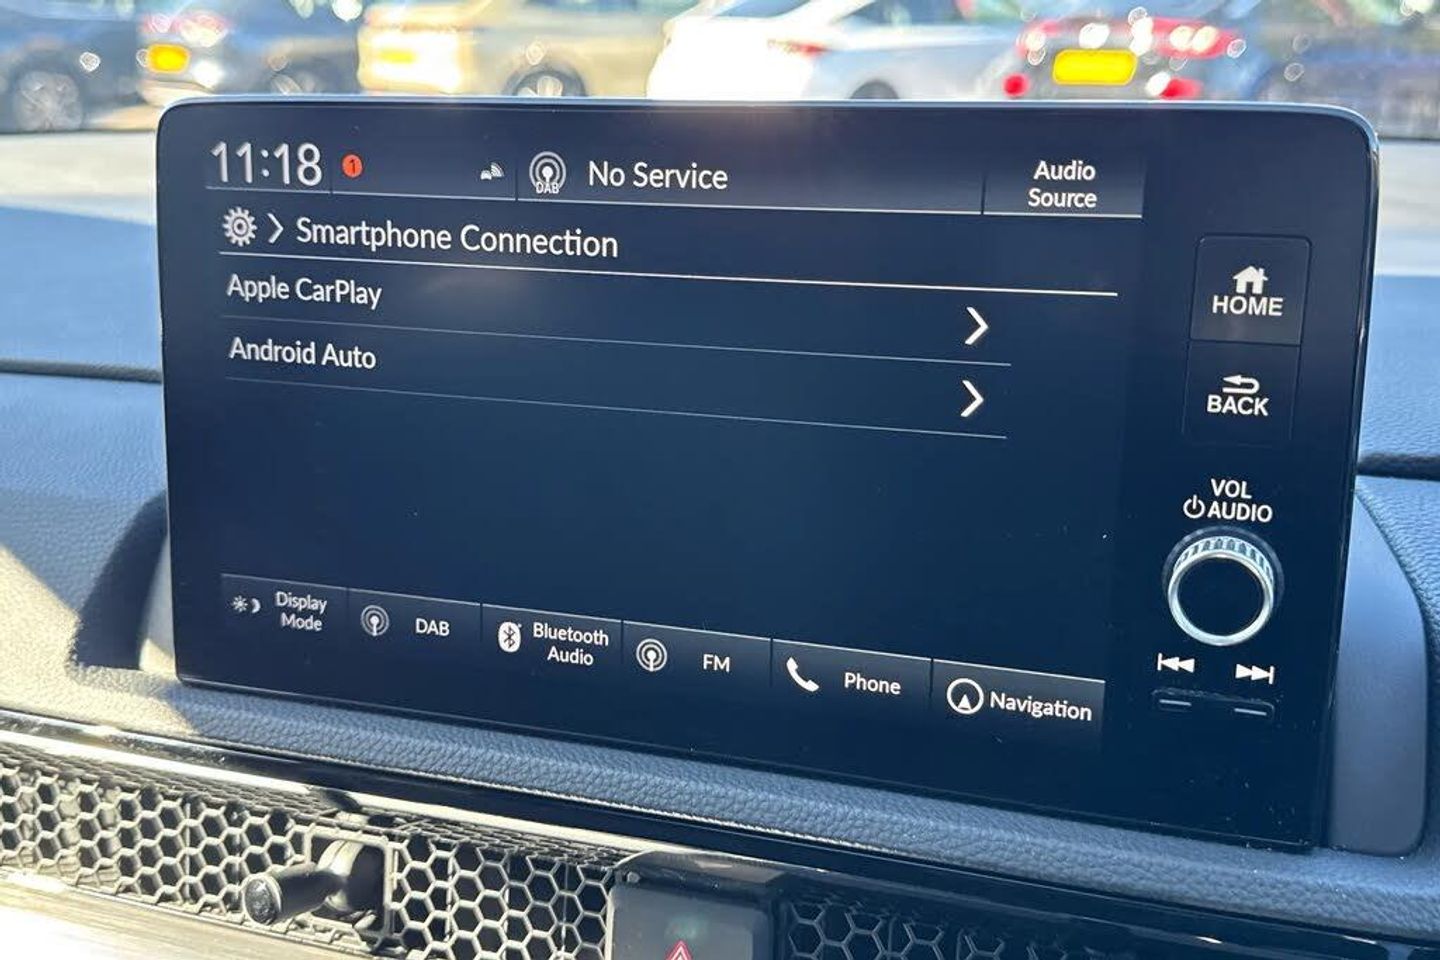 11:18
1
DAB
No Service
Audio
Source
Smartphone Connection
Apple CarPlay
Android Auto
HOME
BACK
VOL
AUDIO
Display
Mode
DAB
Bluetooth
Audio
FM
Phone
Navigation